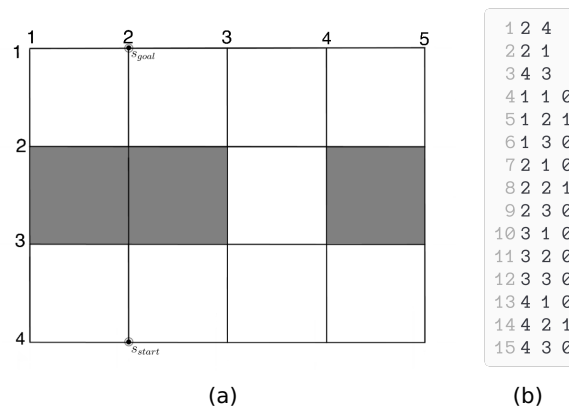 1 2 3 4 5
1
s_goal
2
3
4
s_start
(a)
1 2 4
2 2 1
3 4 3
4 1 1 0
5 1 2 1
6 1 3 0
7 2 1 0
8 2 2 1
9 2 3 0
10 3 1 0
11 3 2 0
12 3 3 0
13 4 1 0
14 4 2 1
15 4 3 0
(b)